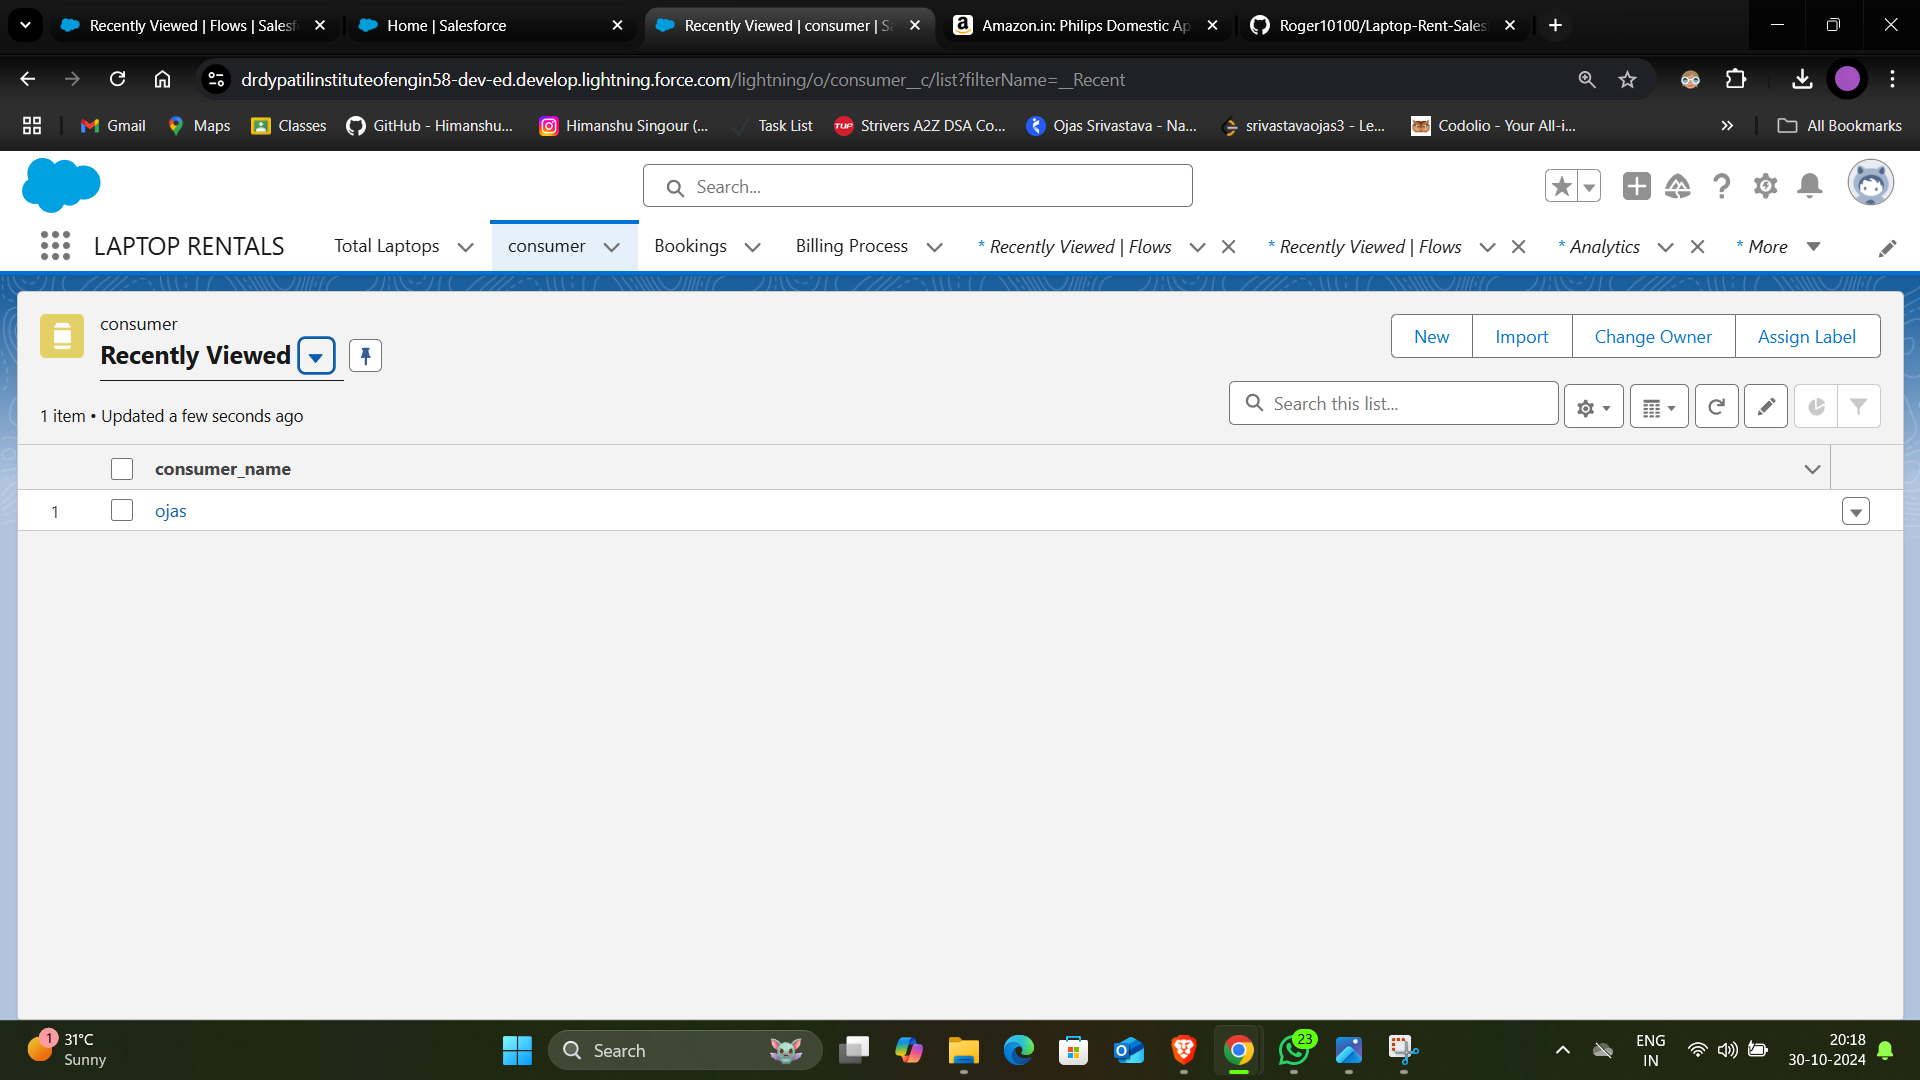 Recently Viewed | Flows | Salesf
Home | Salesforce
Recently Viewed | consumer | Sa
Amazon.in: Philips Domestic Ap
Roger10100/Laptop-Rent-Sales
drdypatilinstituteofengin58-dev-ed.develop.lightning.force.com/lightning/o/consumer__c/list?filterName=__Recent
Gmail
Maps
Classes
GitHub - Himanshu...
Himanshu Singour (...
Task List
TUF
Strivers A2Z DSA Co...
Ojas Srivastava - Na...
srivastavaojas3 - Le...
Codolio - Your All-i...
All Bookmarks
Search...
LAPTOP RENTALS
Total Laptops
consumer
Bookings
Billing Process
* Recently Viewed | Flows
* Recently Viewed | Flows
* Analytics
* More
consumer
Recently Viewed
New
Import
Change Owner
Assign Label
1 item • Updated a few seconds ago
Search this list...
consumer_name
1
ojas
1
31°C
Sunny
Search
23
ENG
IN
20:18
30-10-2024